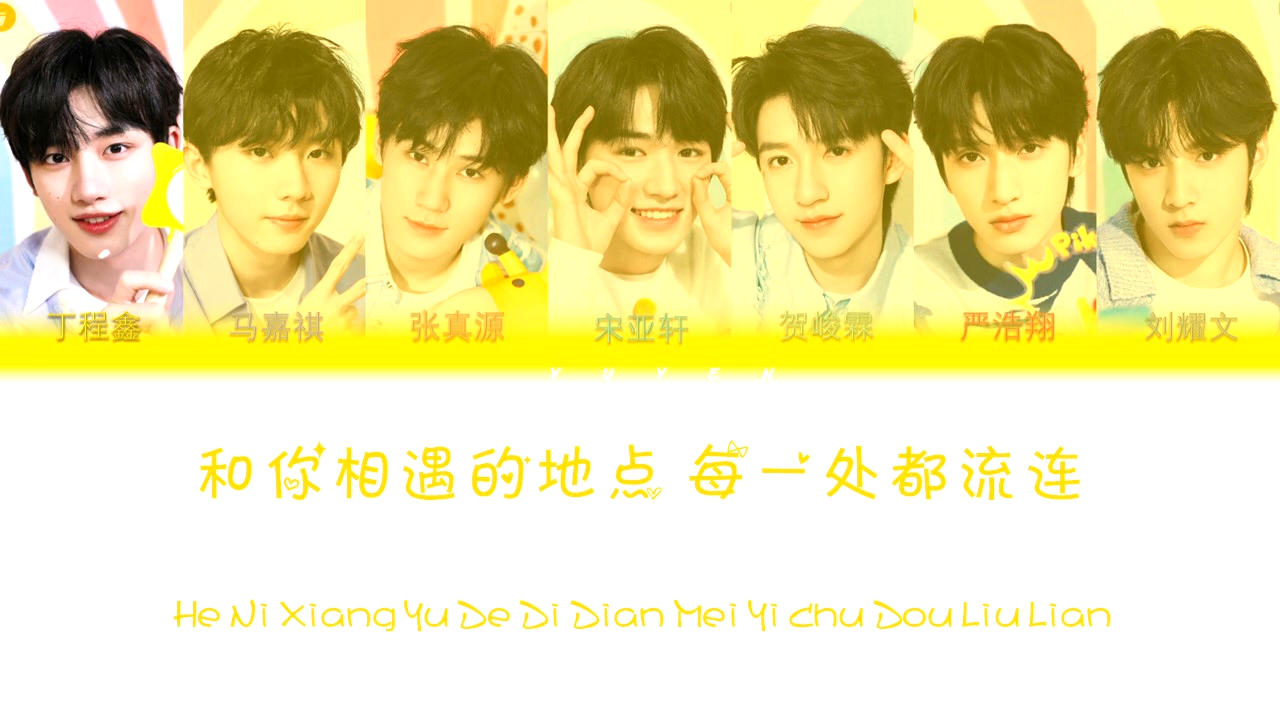 丁程鑫 马嘉祺 张真源 宋亚轩 贺峻霖 严浩翔 刘耀文
和你相遇的地点 每一处都流连
He Ni Xiang Yu De Di Dian Mei Yi Chu Dou Liu Lian